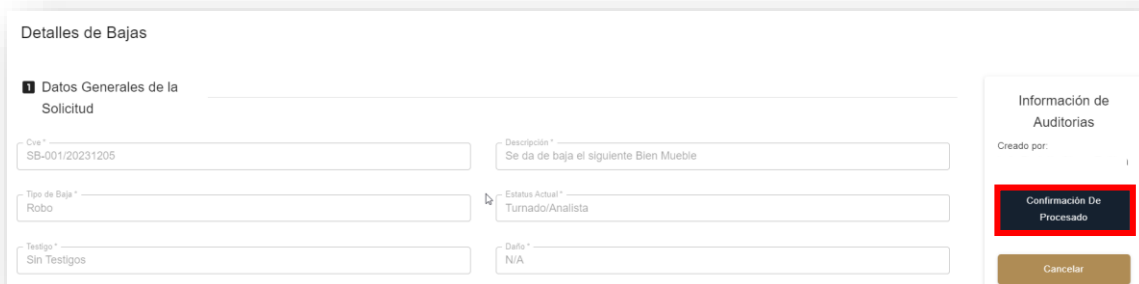 Detalles de Bajas
1 Datos Generales de la
Solicitud
Cve *
SB-001/20231205
Descripción *
Se da de baja el siguiente Bien Mueble
Tipo de Baja *
Robo
Estatus Actual *
Turnado/Analista
Testigo *
Sin Testigos
Daño *
N/A
Información de
Auditorias
Creado por:
Confirmación De
Procesado
Cancelar